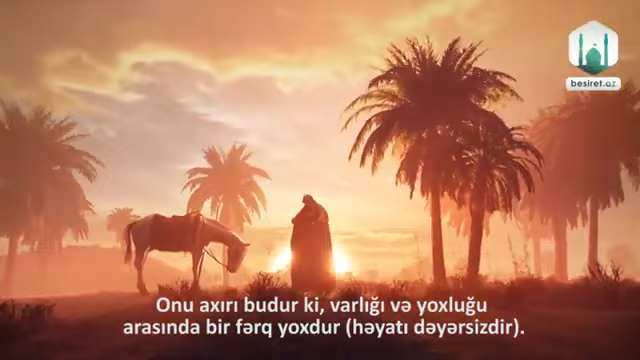 besiret.az
Onu axırı budur ki, varlığı və yoxluğu
arasında bir fərq yoxdur (həyatı dəyərsizdir).